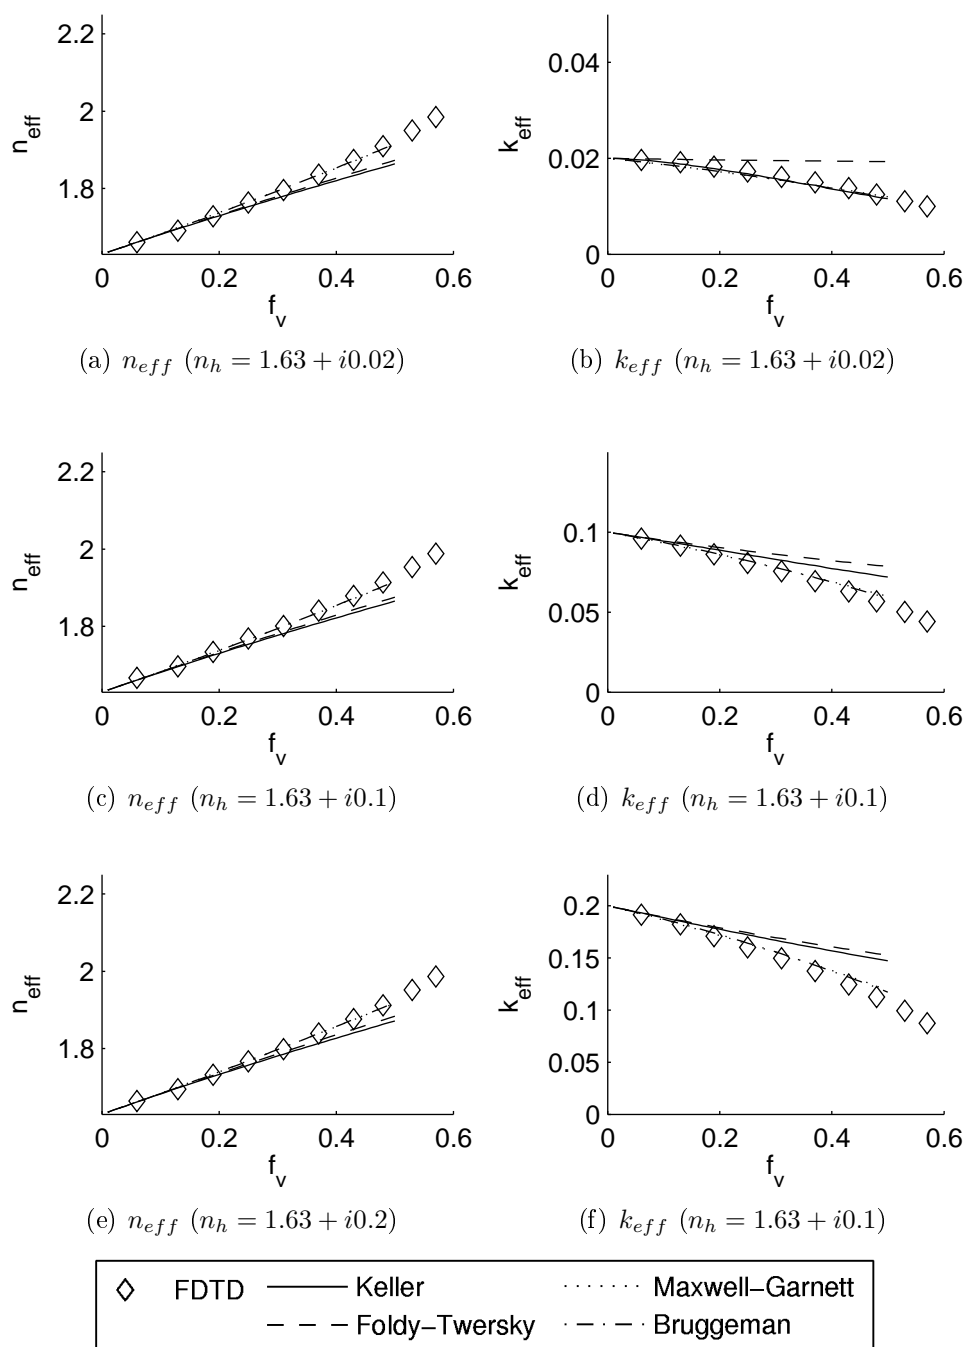 2.2
2
1.8
n_eff
0 0.2 0.4 0.6
f_v
(a) n_eff (n_h = 1.63 + i0.02)
0.04
0.02
0
k_eff
0 0.2 0.4 0.6
f_v
(b) k_eff (n_h = 1.63 + i0.02)
2.2
2
1.8
n_eff
0 0.2 0.4 0.6
f_v
(c) n_eff (n_h = 1.63 + i0.1)
0.1
0.05
0
k_eff
0 0.2 0.4 0.6
f_v
(d) k_eff (n_h = 1.63 + i0.1)
2.2
2
1.8
n_eff
0 0.2 0.4 0.6
f_v
(e) n_eff (n_h = 1.63 + i0.2)
0.2
0.15
0.1
0.05
0
k_eff
0 0.2 0.4 0.6
f_v
(f) k_eff (n_h = 1.63 + i0.1)
FDTD Keller Maxwell-Garnett
Foldy-Twersky Bruggeman